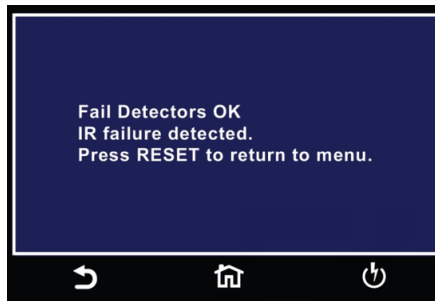 Fail Detectors OK
IR failure detected.
Press RESET to return to menu.